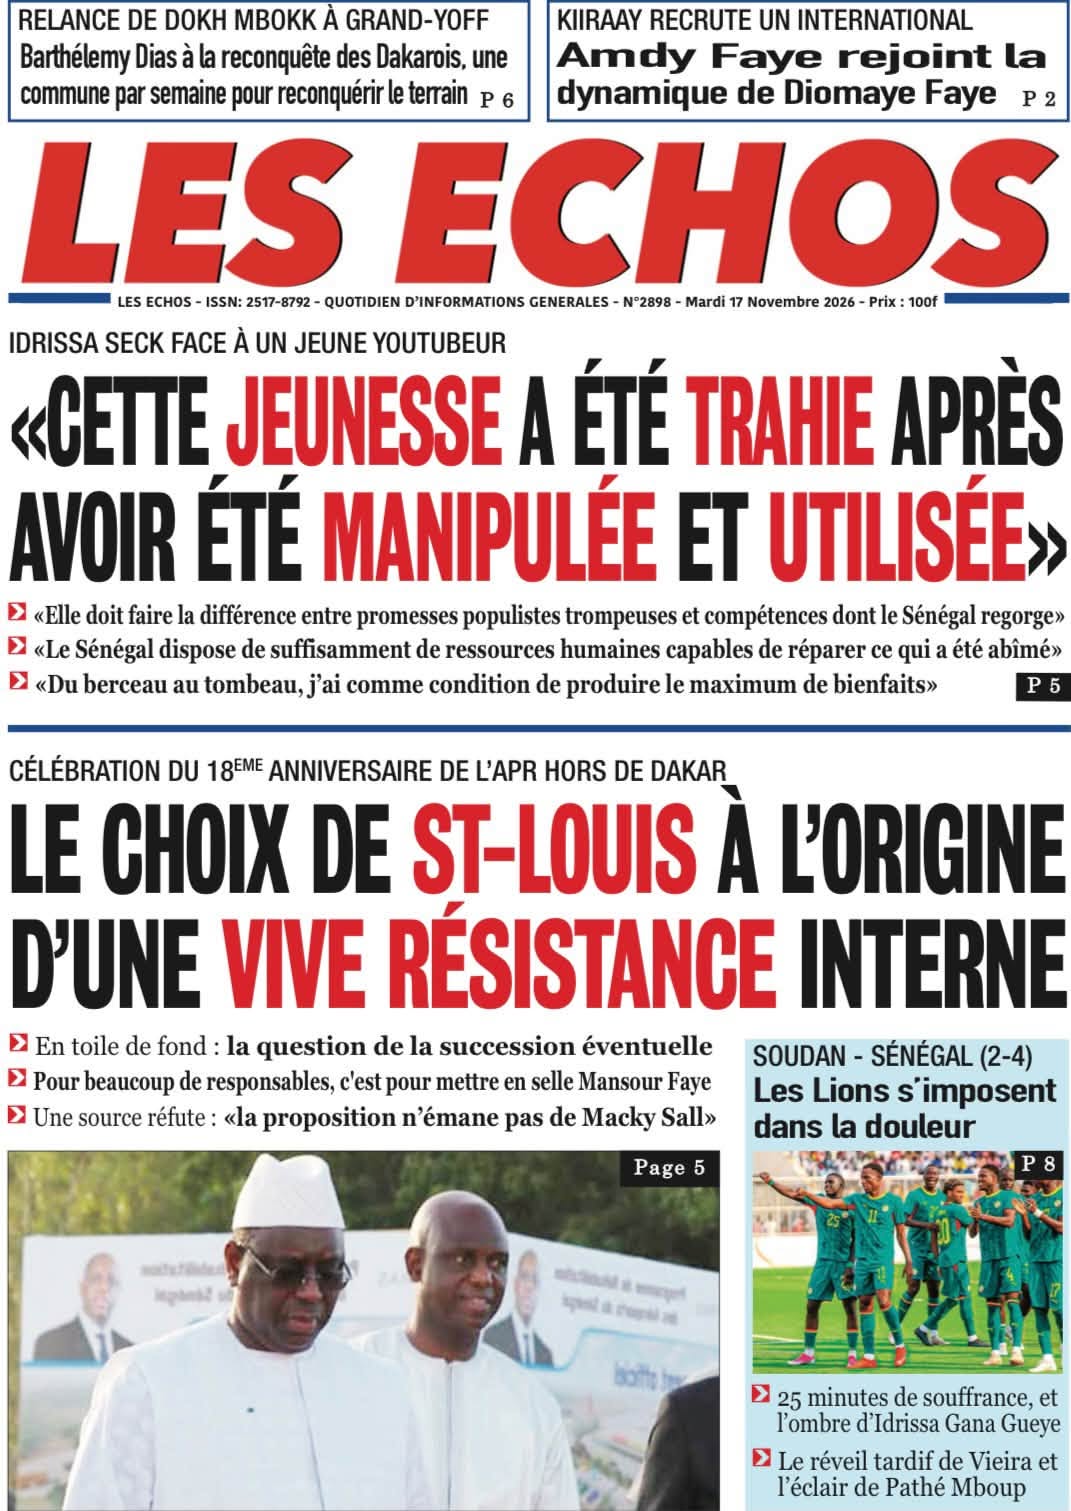 RELANCE DE DOKH MBOKK À GRAND-YOFF
Barthélemy Dias à la reconquête des Dakarois, une
commune par semaine pour reconquérir le terrain P 6
KIIRAAY RECRUTE UN INTERNATIONAL
Amdy Faye rejoint la
dynamique de Diomaye Faye P 2
LES ECHOS
LES ECHOS - ISSN: 2517-8792 - QUOTIDIEN D'INFORMATIONS GENERALES - N°2898 - Mardi 17 Novembre 2026 - Prix : 100f
IDRISSA SECK FACE À UN JEUNE YOUTUBEUR
«CETTE JEUNESSE A ÉTÉ TRAHIE APRÈS
AVOIR ÉTÉ MANIPULÉE ET UTILISÉE»
«Elle doit faire la différence entre promesses populistes trompeuses et compétences dont le Sénégal regorge»
«Le Sénégal dispose de suffisamment de ressources humaines capables de réparer ce qui a été abîmé»
«Du berceau au tombeau, j'ai comme condition de produire le maximum de bienfaits»
P 5
CÉLÉBRATION DU 18EME ANNIVERSAIRE DE L'APR HORS DE DAKAR
LE CHOIX DE ST-LOUIS À L'ORIGINE
D'UNE VIVE RÉSISTANCE INTERNE
En toile de fond : la question de la succession éventuelle
Pour beaucoup de responsables, c'est pour mettre en selle Mansour Faye
Une source réfute : «la proposition n'émane pas de Macky Sall»
Page 5
SOUDAN - SÉNÉGAL (2-4)
Les Lions s'imposent
dans la douleur
P 8
25
11
4
17
25 minutes de souffrance, et
l'ombre d'Idrissa Gana Gueye
Le réveil tardif de Vieira et
l'éclair de Pathé Mboup